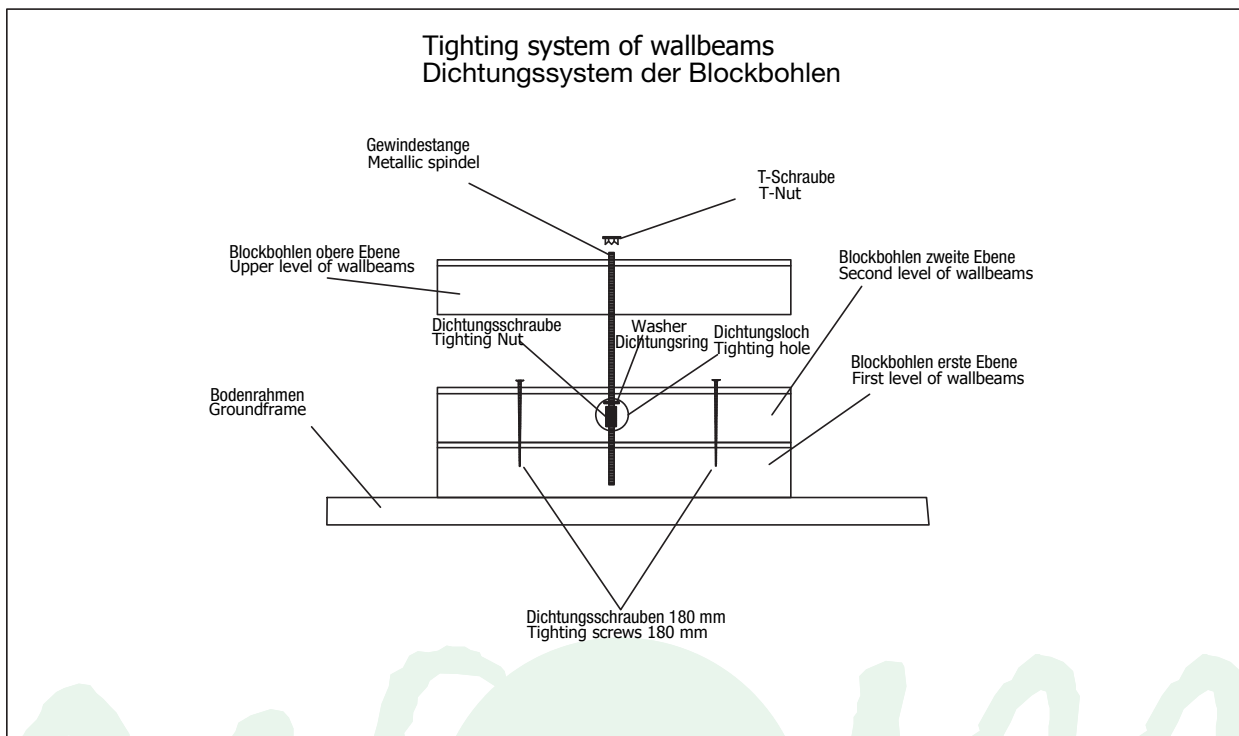 Tighting system of wallbeams
Dichtungssystem der Blockbohlen
Gewindestange
Metallic spindel
T-Schraube
T-Nut
Blockbohlen obere Ebene
Upper level of wallbeams
Blockbohlen zweite Ebene
Second level of wallbeams
Dichtungsschraube
Tighting Nut
Washer
Dichtungsring
Dichtungsloch
Tighting hole
Blockbohlen erste Ebene
First level of wallbeams
Bodenrahmen
Groundframe
Dichtungsschrauben 180 mm
Tighting screws 180 mm